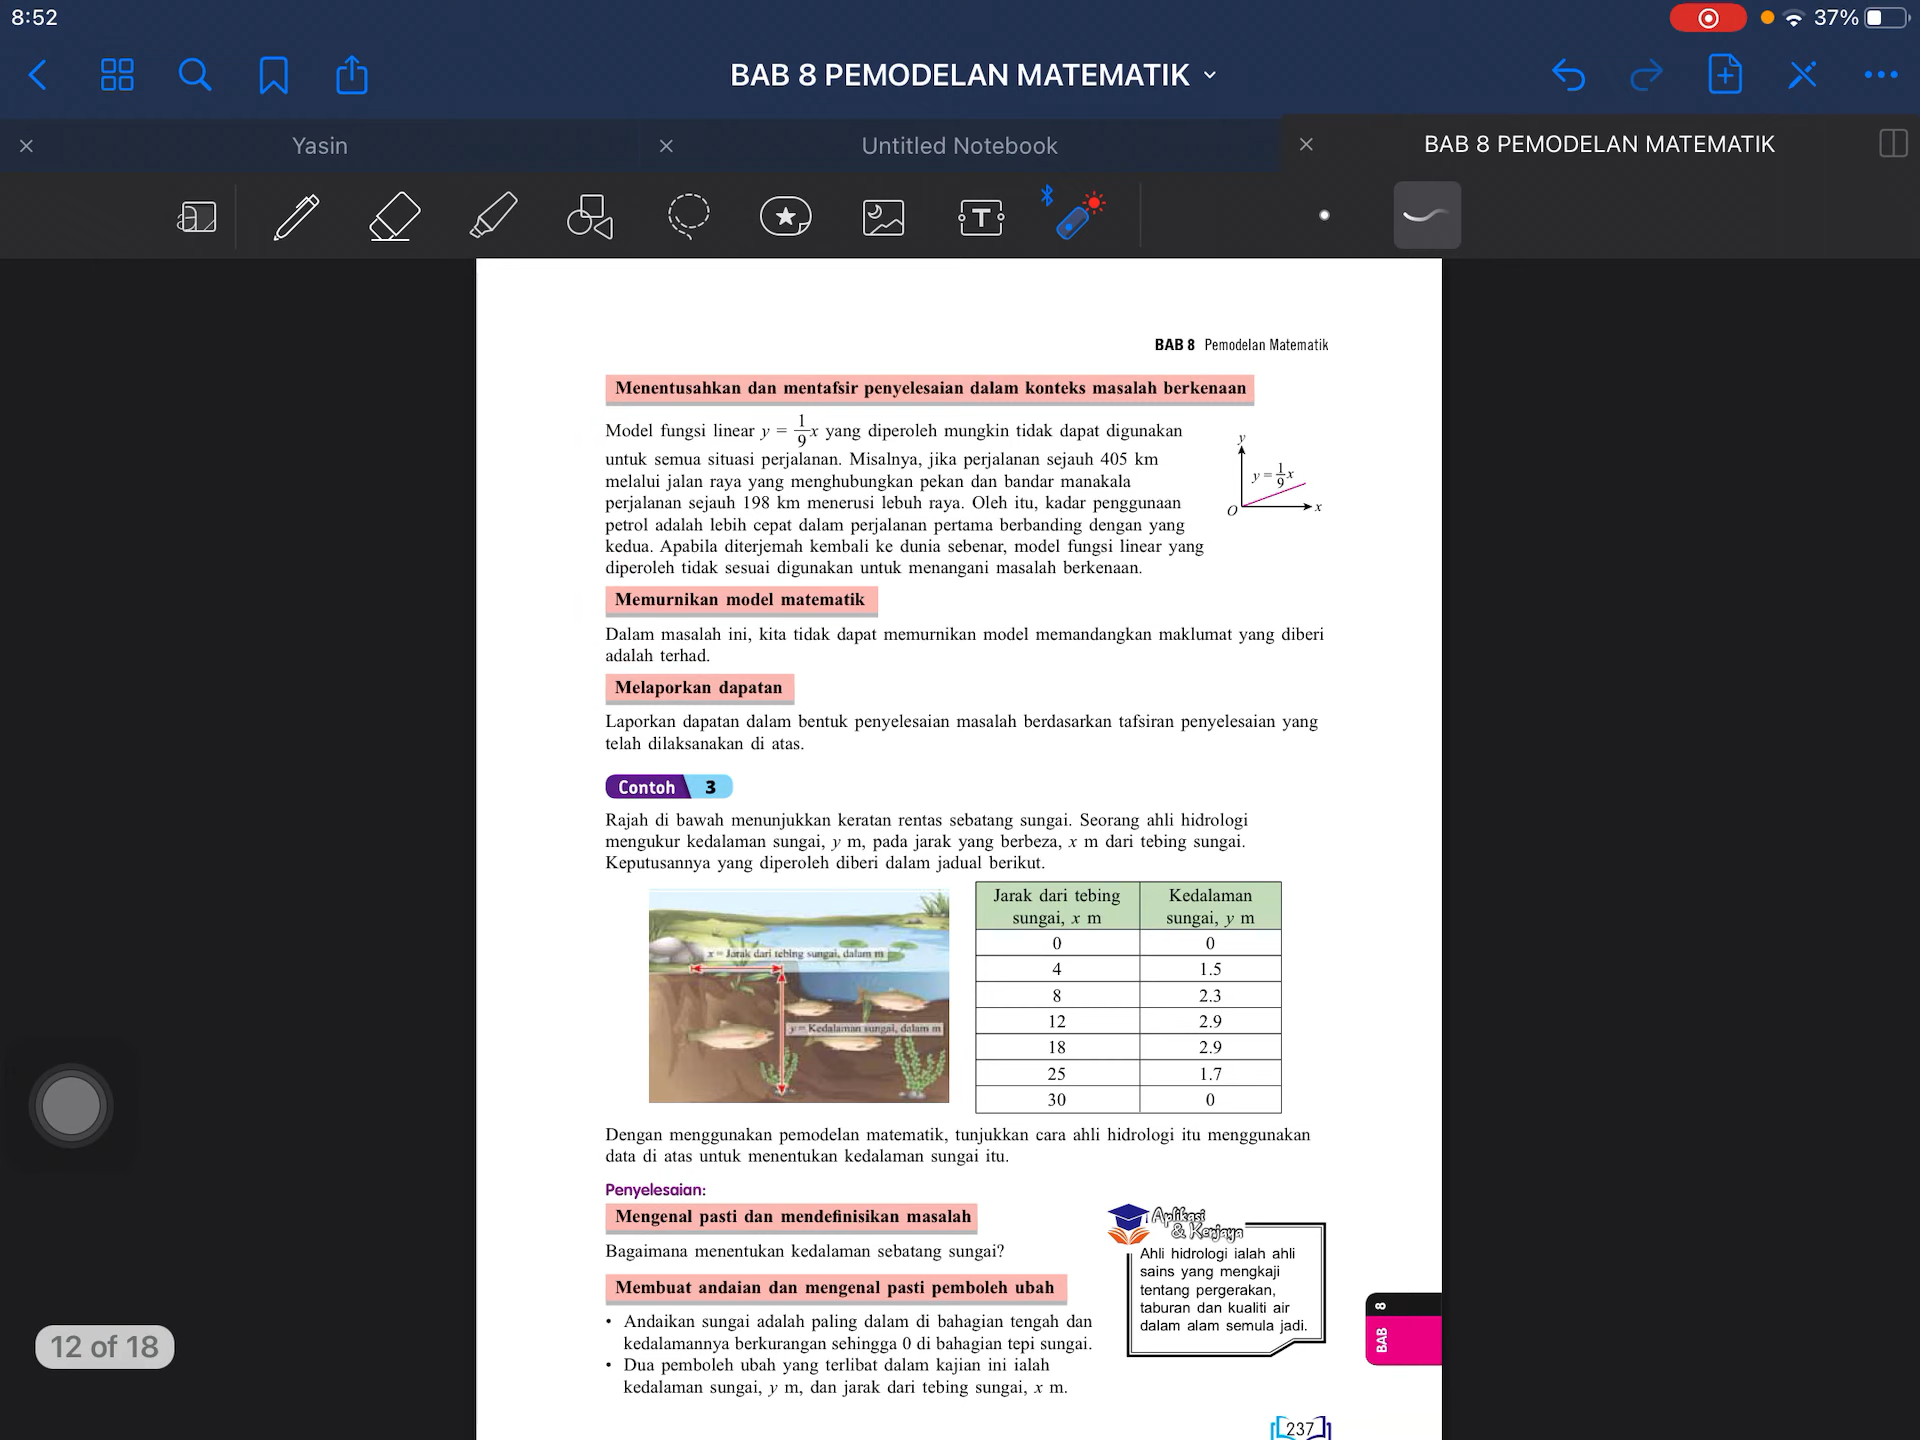 8:52
37%
BAB 8 PEMODELAN MATEMATIK
Yasin
Untitled Notebook
BAB 8 PEMODELAN MATEMATIK
BAB 8 Pemodelan Matematik
Menentusahkan dan mentafsir penyelesaian dalam konteks masalah berkenaan
Model fungsi linear y = 1/9 x yang diperoleh mungkin tidak dapat digunakan
untuk semua situasi perjalanan. Misalnya, jika perjalanan sejauh 405 km
melalui jalan raya yang menghubungkan pekan dan bandar manakala
perjalanan sejauh 198 km menerusi lebuh raya. Oleh itu, kadar penggunaan
petrol adalah lebih cepat dalam perjalanan pertama berbanding dengan yang
kedua. Apabila diterjemah kembali ke dunia sebenar, model fungsi linear yang
diperoleh tidak sesuai digunakan untuk menangani masalah berkenaan.
y
y = 1/9 x
O
x
Memurnikan model matematik
Dalam masalah ini, kita tidak dapat memurnikan model memandangkan maklumat yang diberi
adalah terhad.
Melaporkan dapatan
Laporkan dapatan dalam bentuk penyelesaian masalah berdasarkan tafsiran penyelesaian yang
telah dilaksanakan di atas.
Contoh 3
Rajah di bawah menunjukkan keratan rentas sebatang sungai. Seorang ahli hidrologi
mengukur kedalaman sungai, y m, pada jarak yang berbeza, x m dari tebing sungai.
Keputusannya yang diperoleh diberi dalam jadual berikut.
x = Jarak dari tebing sungai, dalam m
y = Kedalaman sungai, dalam m
Jarak dari tebing sungai, x m Kedalaman sungai, y m
0 0
4 1.5
8 2.3
12 2.9
18 2.9
25 1.7
30 0
Dengan menggunakan pemodelan matematik, tunjukkan cara ahli hidrologi itu menggunakan
data di atas untuk menentukan kedalaman sungai itu.
Penyelesaian:
Mengenal pasti dan mendefinisikan masalah
Bagaimana menentukan kedalaman sebatang sungai?
Membuat andaian dan mengenal pasti pemboleh ubah
• Andaikan sungai adalah paling dalam di bahagian tengah dan
kedalamannya berkurangan sehingga 0 di bahagian tepi sungai.
• Dua pemboleh ubah yang terlibat dalam kajian ini ialah
kedalaman sungai, y m, dan jarak dari tebing sungai, x m.
Aplikasi
& Kerjaya
Ahli hidrologi ialah ahli
sains yang mengkaji
tentang pergerakan,
taburan dan kualiti air
dalam alam semula jadi.
BAB 8
237
12 of 18